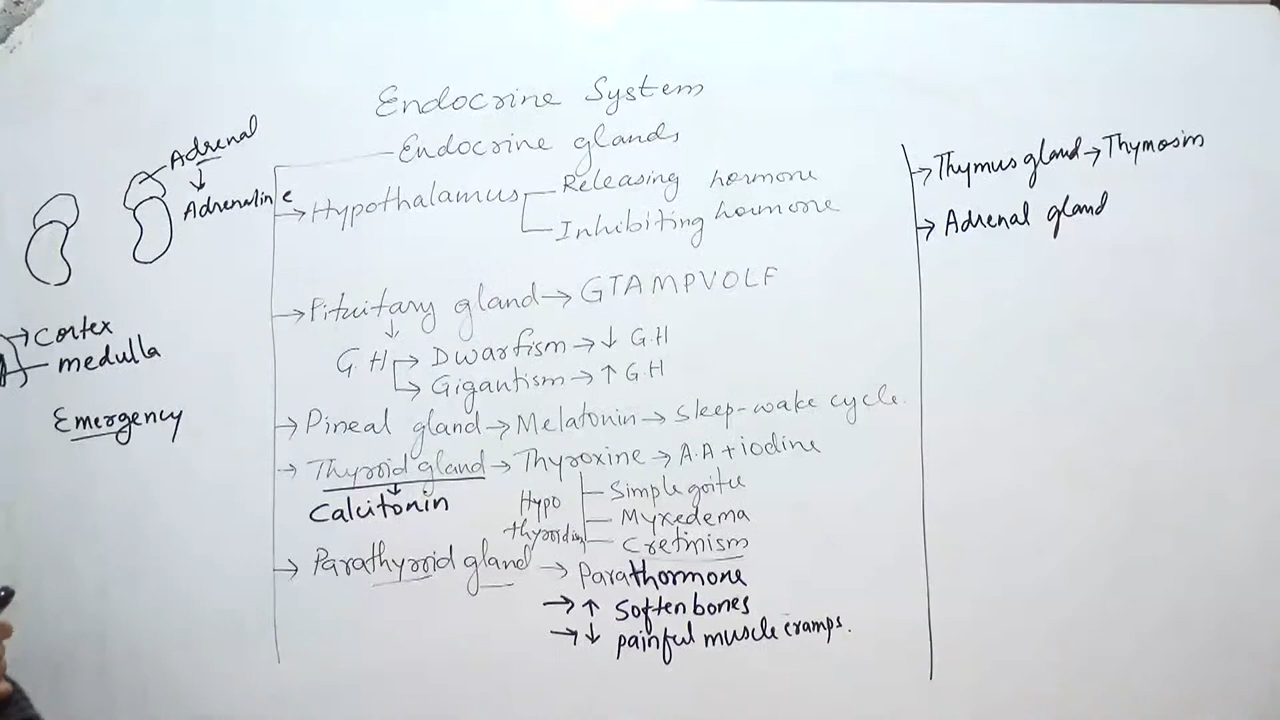 Endocrine System
Endocrine glands
Adrenal
Adrenaline
Cortex
medulla
Emergency
→ Hypothalamus
Releasing hormone
Inhibiting hormone
→ Pituitary gland → GTAMPVOLF
↓
G.H → Dwarfism → ↓ G.H
→ Gigantism → ↑ G.H
→ Pineal gland → Melatonin → Sleep-wake cycle.
→ Thyroid gland → Thyroxine → A.A + iodine
Calcitonin
Hypo thyroidism
Simple goitre
Myxedema
Cretinism
→ Parathyroid gland → Parathormone
→ ↑ Soften bones
→ ↓ painful muscle cramps.
→ Thymus gland → Thymosin
→ Adrenal gland